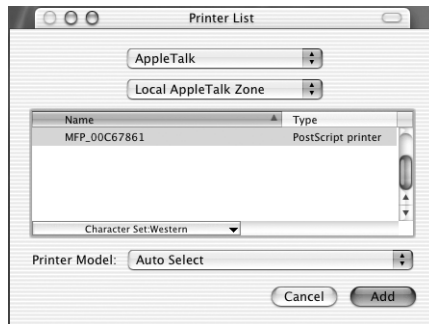 Printer List
AppleTalk
Local AppleTalk Zone
Name Type
MFP_00C67861 PostScript printer
Character Set:Western
Printer Model: Auto Select
Cancel Add